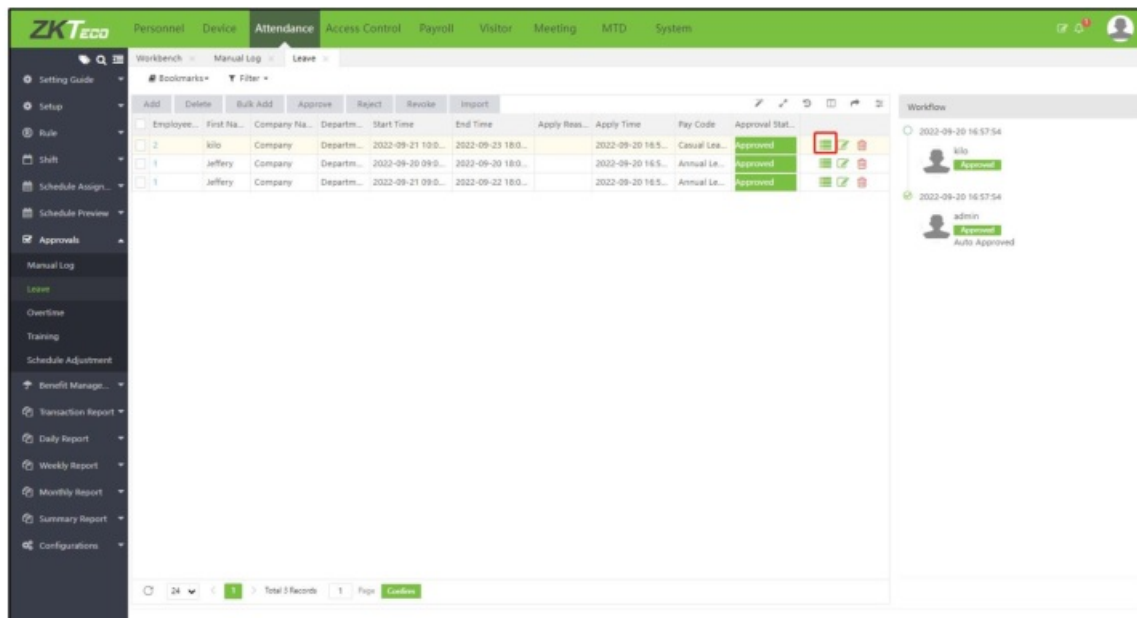 ZKTECO Personnel Device Attendance Access Control Payroll Visitor Meeting MTD System
Workbench Manual Log Leave
Bookmarks Filter
Add Delete Bulk Add Approve Reject Revoke Import
Employee... First Na... Company Na... Departm... Start Time End Time Apply Reas... Apply Time Pay Code Approval Stat...
2 kilo Company Departm... 2022-09-21 10:0... 2022-09-23 18:0... 2022-09-20 16:5... Casual Lea... Approved
1 Jeffery Company Departm... 2022-09-20 09:0... 2022-09-20 18:0... 2022-09-20 16:5... Annual Le... Approved
1 Jeffery Company Departm... 2022-09-21 09:0... 2022-09-22 18:0... 2022-09-20 16:5... Annual Le... Approved
Setting Guide
Setup
Rule
Shift
Schedule Assign...
Schedule Preview
Approvals
Manual Log
Leave
Overtime
Training
Schedule Adjustment
Benefit Manage...
Transaction Report
Daily Report
Weekly Report
Monthly Report
Summary Report
Configurations
Workflow
2022-09-20 16:57:54
kilo
Approved
2022-09-20 16:57:54
admin
Approved
Auto Approved
24 1 Total 3 Records 1 Page Confirm